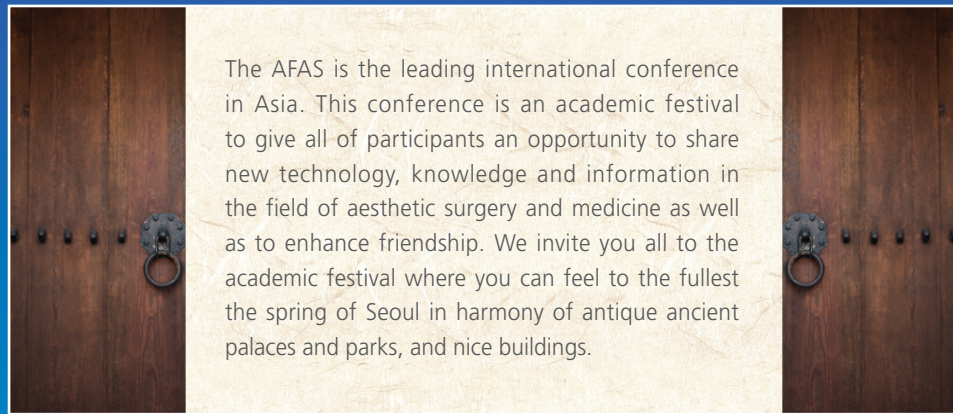 The AFAS is the leading international conference
in Asia. This conference is an academic festival
to give all of participants an opportunity to share
new technology, knowledge and information in
the field of aesthetic surgery and medicine as well
as to enhance friendship. We invite you all to the
academic festival where you can feel to the fullest
the spring of Seoul in harmony of antique ancient
palaces and parks, and nice buildings.